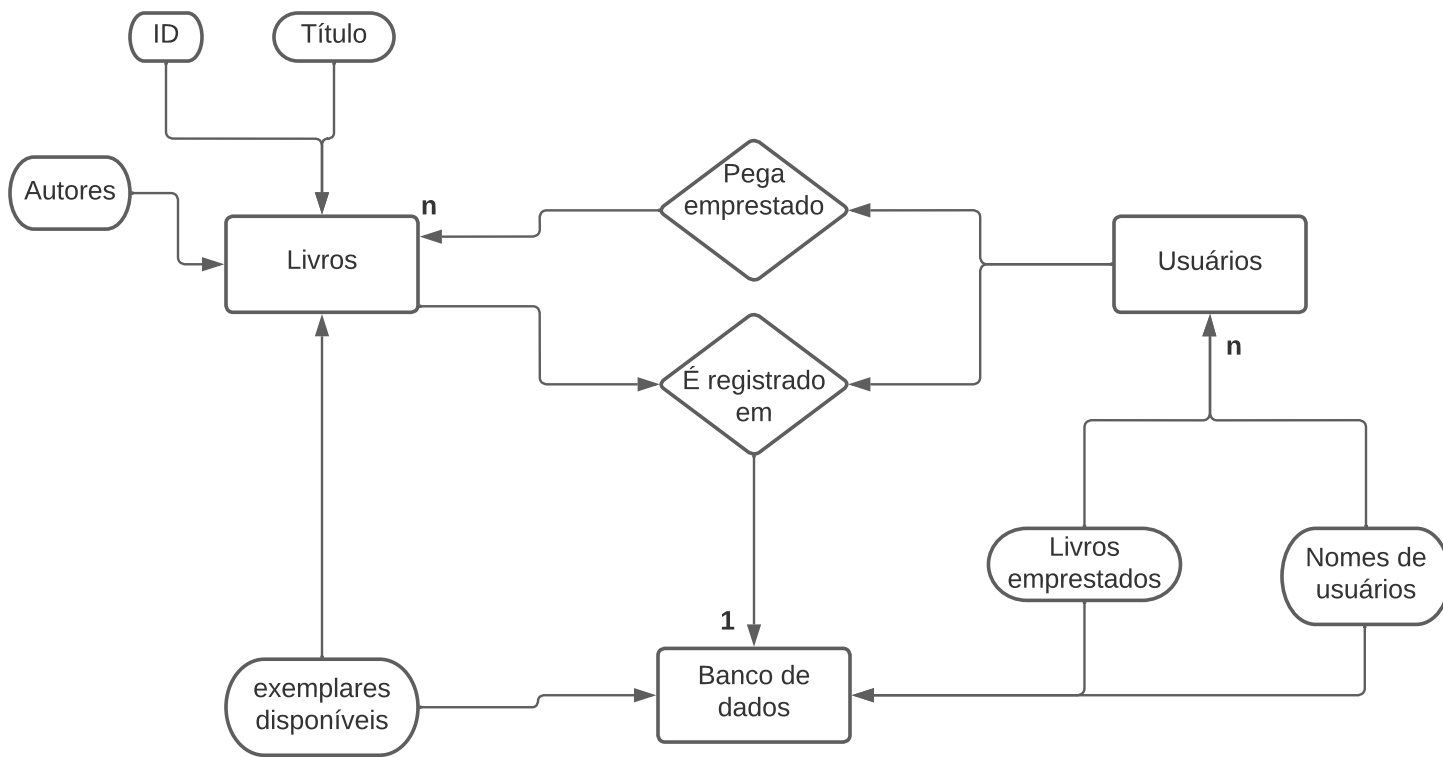 ID
Título
Autores
Livros
n
Pega
emprestado
Usuários
É registrado
em
n
Livros
emprestados
Nomes de
usuários
1
Banco de
dados
exemplares
disponíveis